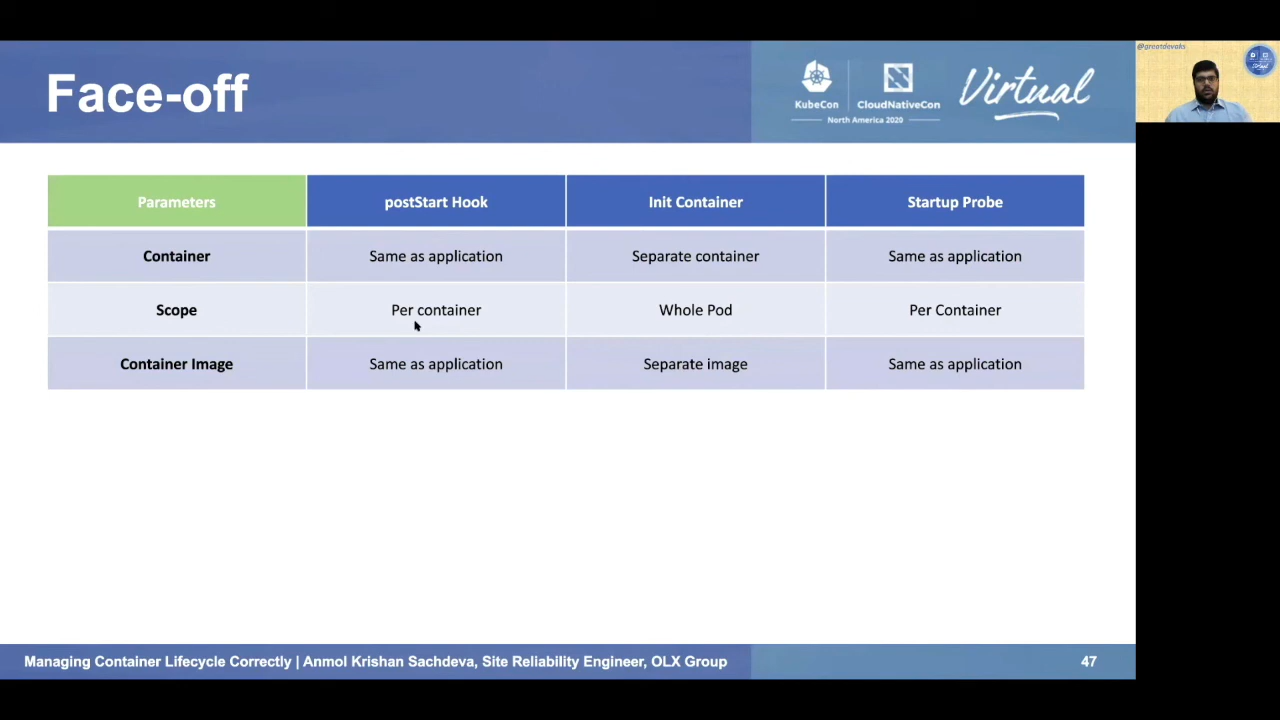 Face-off
KubeCon
CloudNativeCon
North America 2020
Virtual
@greatdevaks
Parameters postStart Hook Init Container Startup Probe
Container Same as application Separate container Same as application
Scope Per container Whole Pod Per Container
Container Image Same as application Separate image Same as application
Managing Container Lifecycle Correctly | Anmol Krishan Sachdeva, Site Reliability Engineer, OLX Group 47